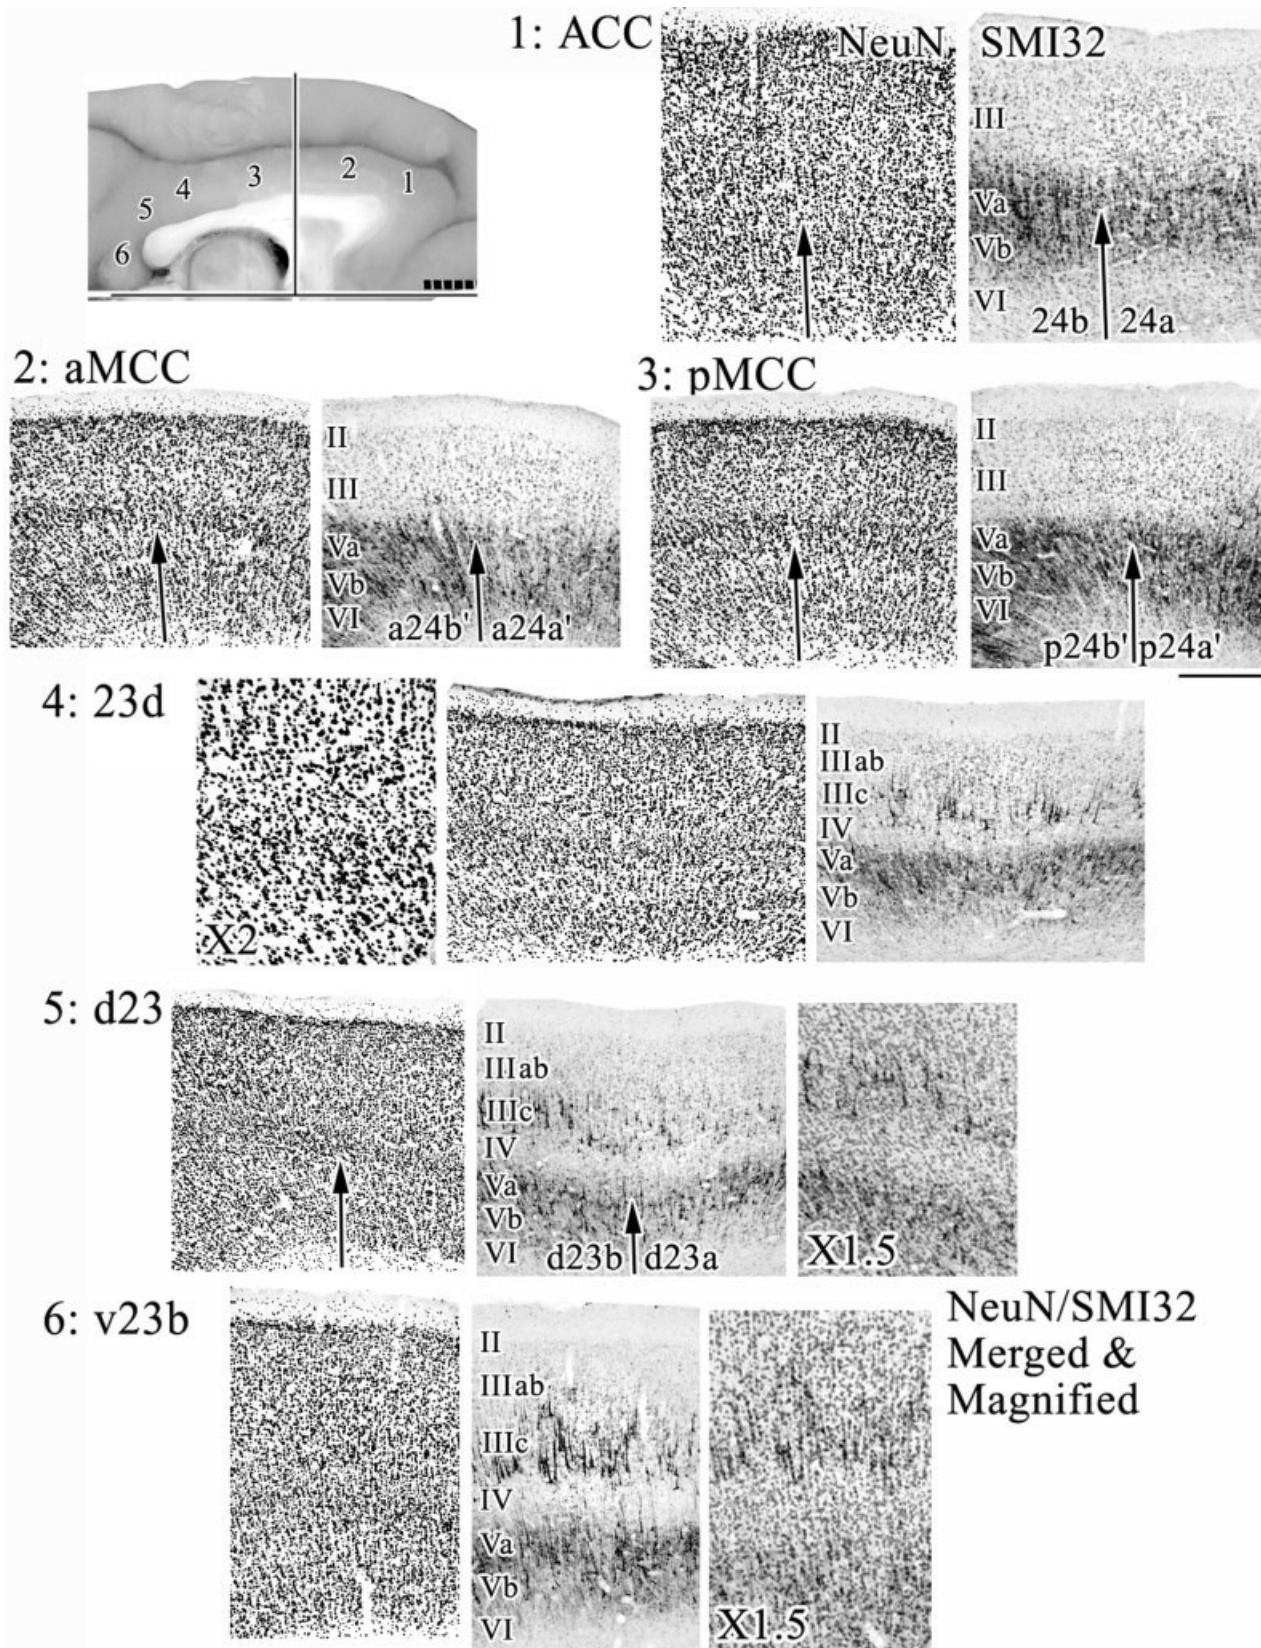 1: ACC
NeuN
SMI32
III
Va
Vb
VI
24b
24a
1
2
3
4
5
6
2: aMCC
II
III
Va
Vb
VI
a24b'
a24a'
3: pMCC
II
III
Va
Vb
VI
p24b'
p24a'
4: 23d
X2
II
IIIab
IIIc
IV
Va
Vb
VI
5: d23
II
IIIab
IIIc
IV
Va
Vb
VI
d23b
d23a
X1.5
6: v23b
II
IIIab
IIIc
IV
Va
Vb
VI
X1.5
NeuN/SMI32
Merged &
Magnified